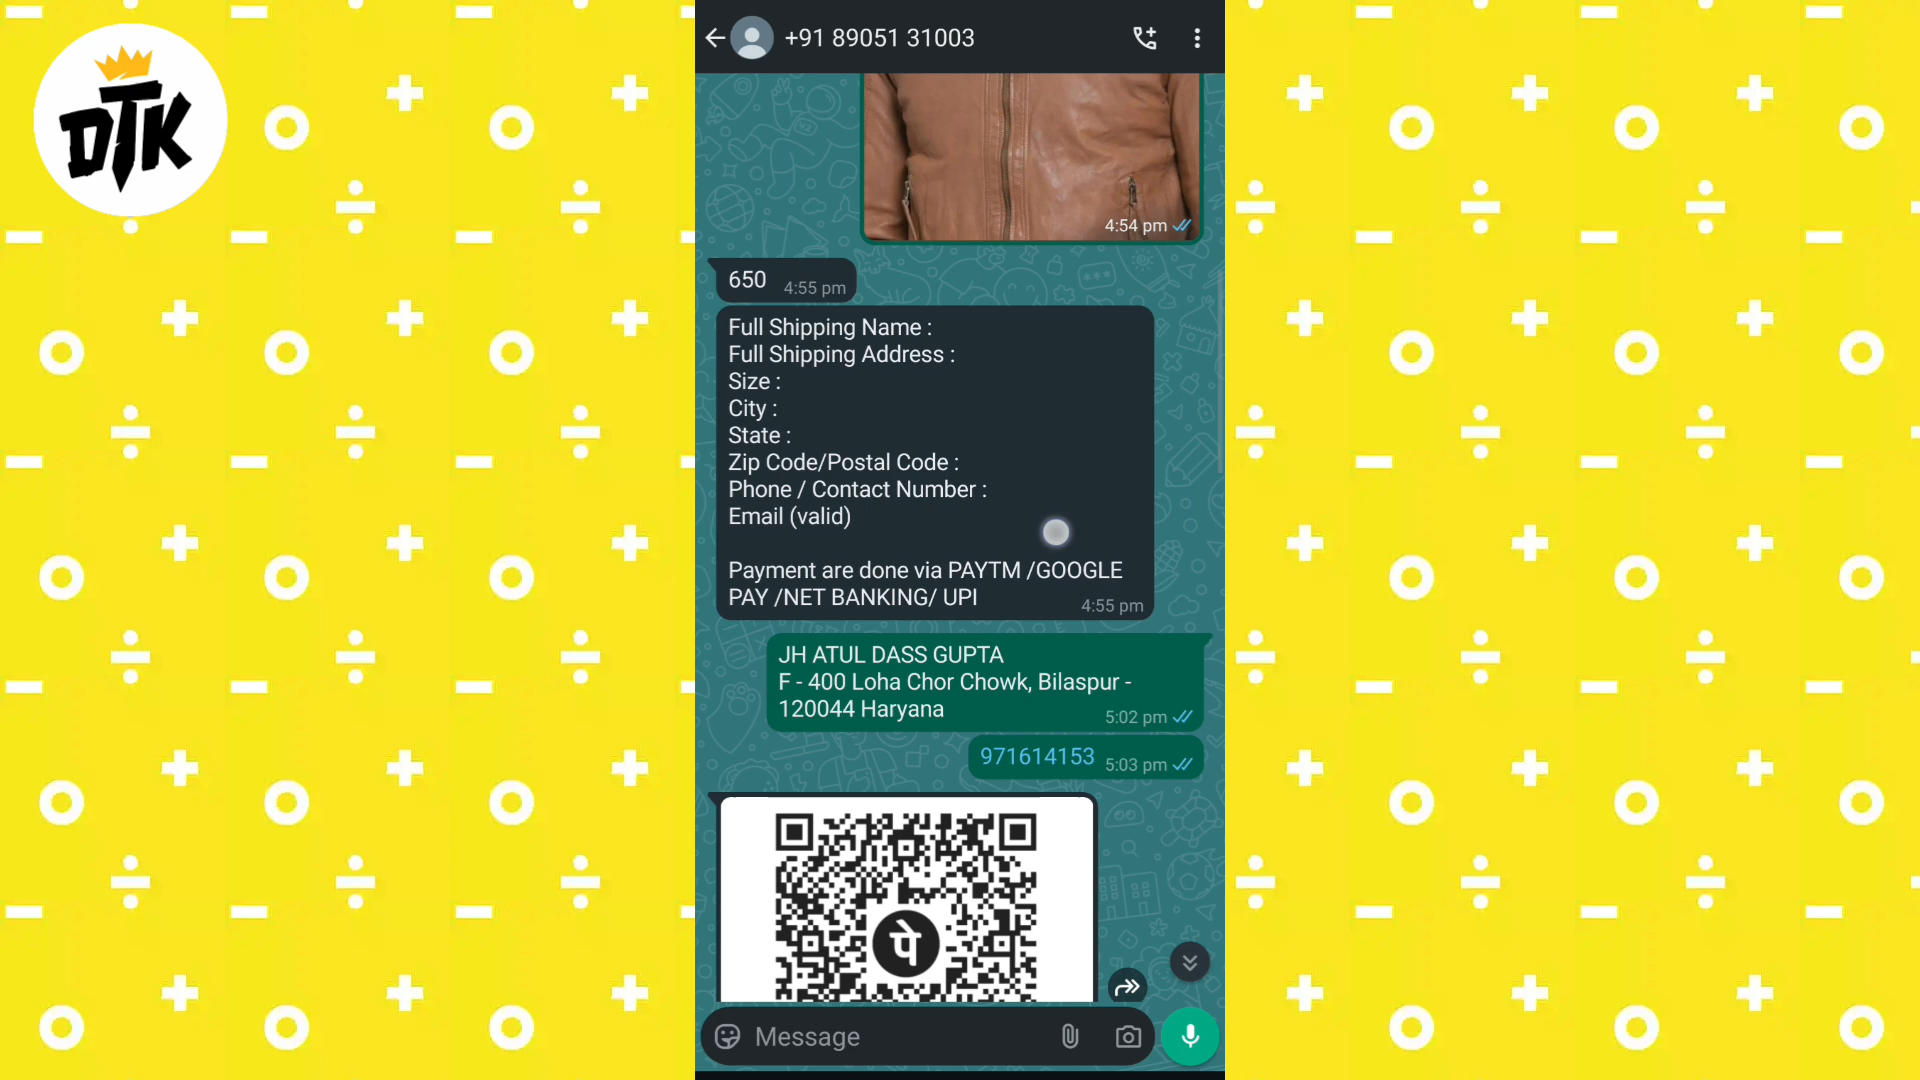 DTK
+91 89051 31003
4:54 pm
650 4:55 pm
Full Shipping Name :
Full Shipping Address :
Size :
City :
State :
Zip Code/Postal Code :
Phone / Contact Number :
Email (valid)
Payment are done via PAYTM /GOOGLE
PAY /NET BANKING/ UPI
4:55 pm
JH ATUL DASS GUPTA
F - 400 Loha Chor Chowk, Bilaspur -
120044 Haryana
5:02 pm
971614153 5:03 pm
पे
Message